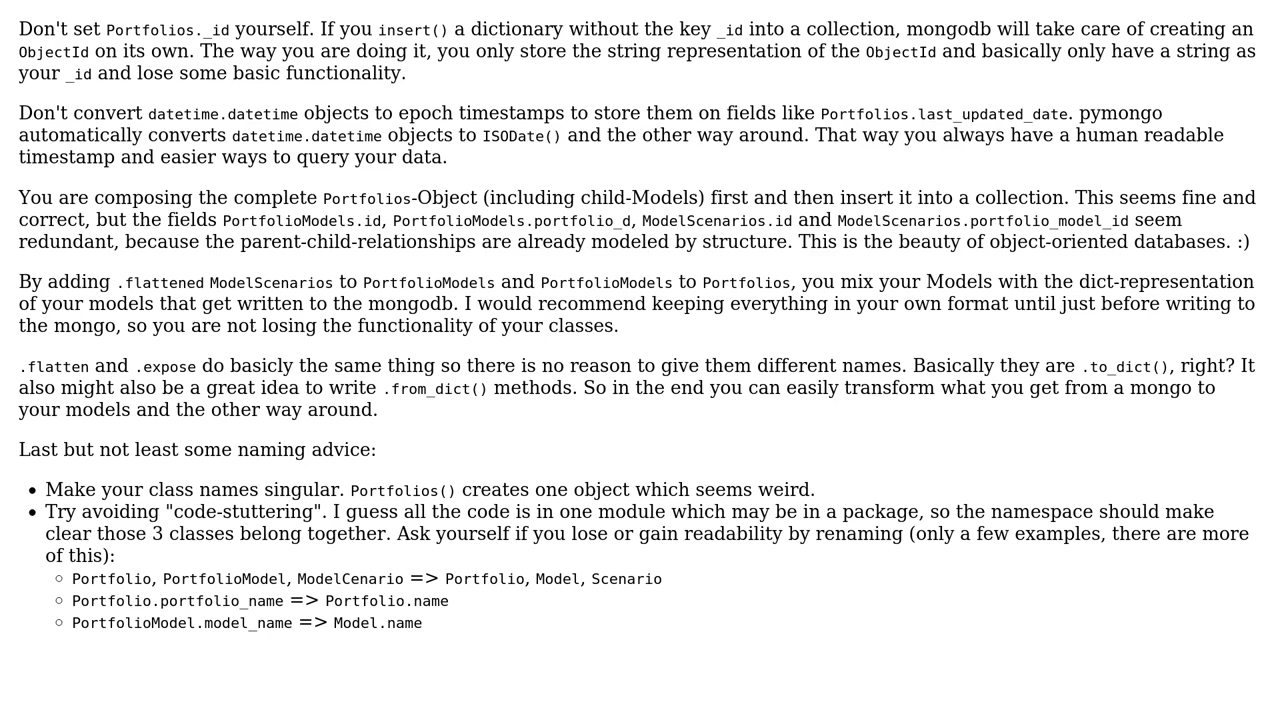 Don't set Portfolios._id yourself. If you insert() a dictionary without the key _id into a collection, mongodb will take care of creating an
ObjectId on its own. The way you are doing it, you only store the string representation of the ObjectId and basically only have a string as
your _id and lose some basic functionality.
Don't convert datetime.datetime objects to epoch timestamps to store them on fields like Portfolios.last_updated_date. pymongo
automatically converts datetime.datetime objects to ISODate() and the other way around. That way you always have a human readable
timestamp and easier ways to query your data.
You are composing the complete Portfolios-Object (including child-Models) first and then insert it into a collection. This seems fine and
correct, but the fields PortfolioModels.id, PortfolioModels.portfolio_d, ModelScenarios.id and ModelScenarios.portfolio_model_id seem
redundant, because the parent-child-relationships are already modeled by structure. This is the beauty of object-oriented databases. :)
By adding .flattened ModelScenarios to PortfolioModels and PortfolioModels to Portfolios, you mix your Models with the dict-representation
of your models that get written to the mongodb. I would recommend keeping everything in your own format until just before writing to
the mongo, so you are not losing the functionality of your classes.
.flatten and .expose do basicly the same thing so there is no reason to give them different names. Basically they are .to_dict(), right? It
also might also be a great idea to write .from_dict() methods. So in the end you can easily transform what you get from a mongo to
your models and the other way around.
Last but not least some naming advice:
• Make your class names singular. Portfolios() creates one object which seems weird.
• Try avoiding "code-stuttering". I guess all the code is in one module which may be in a package, so the namespace should make
clear those 3 classes belong together. Ask yourself if you lose or gain readability by renaming (only a few examples, there are more
of this):
◦ Portfolio, PortfolioModel, ModelCenario => Portfolio, Model, Scenario
◦ Portfolio.portfolio_name => Portfolio.name
◦ PortfolioModel.model_name => Model.name